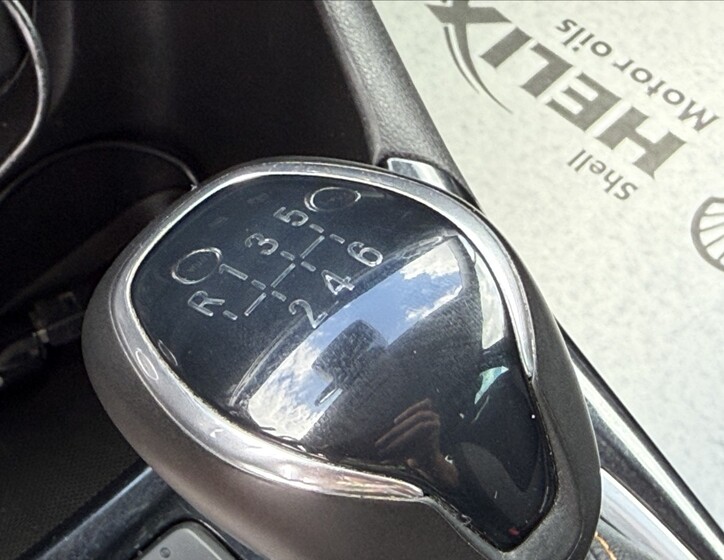 R 1 3 5
2 4 6
Shell
HELIX
Motor oils